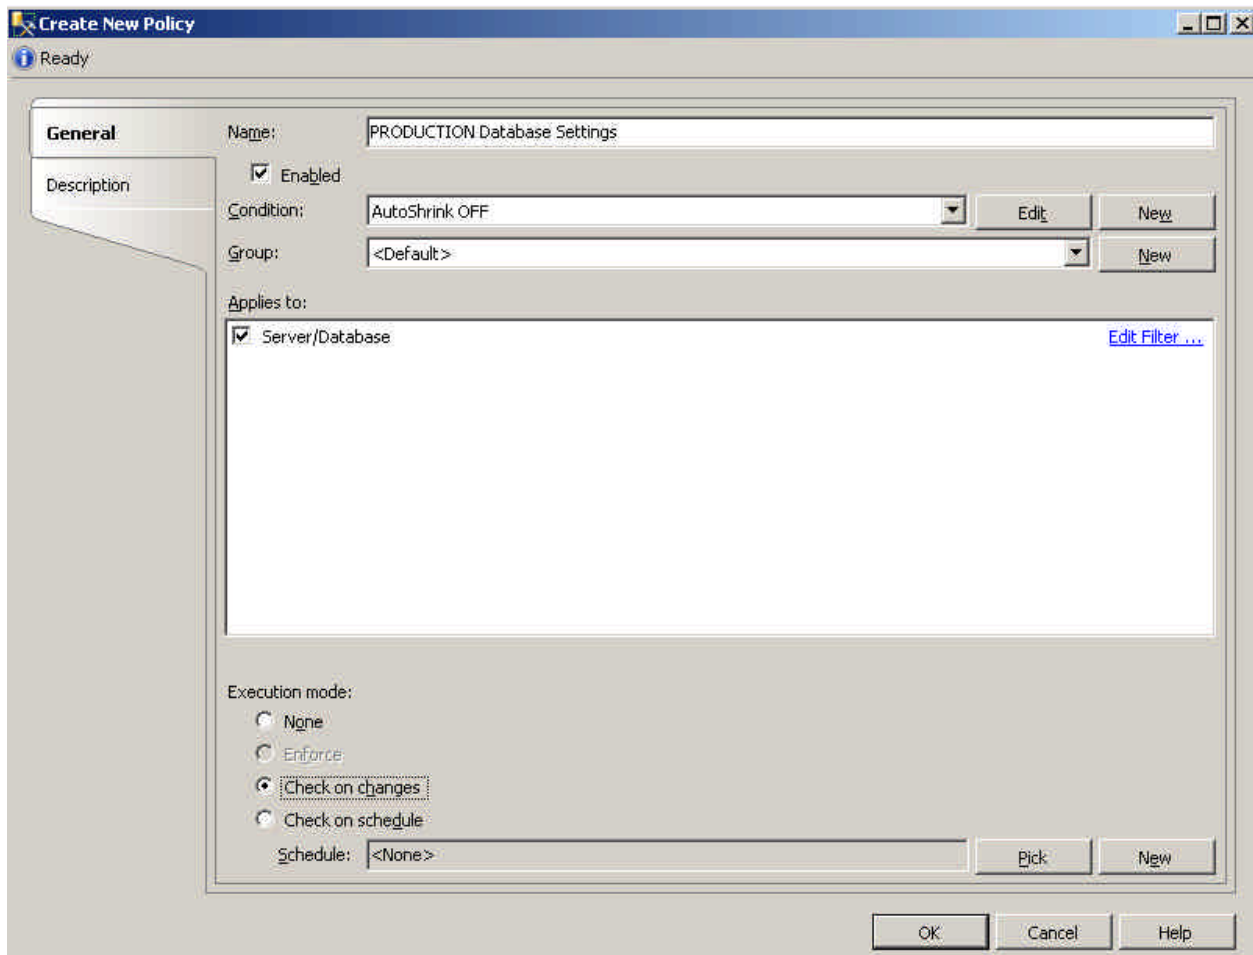 Create New Policy
Ready
General
Description
Name: PRODUCTION Database Settings
Enabled
Condition: AutoShrink OFF Edit New
Group: <Default> New
Applies to:
Server/Database Edit Filter ...
Execution mode:
None
Enforce
Check on changes
Check on schedule
Schedule: <None> Pick New
OK Cancel Help